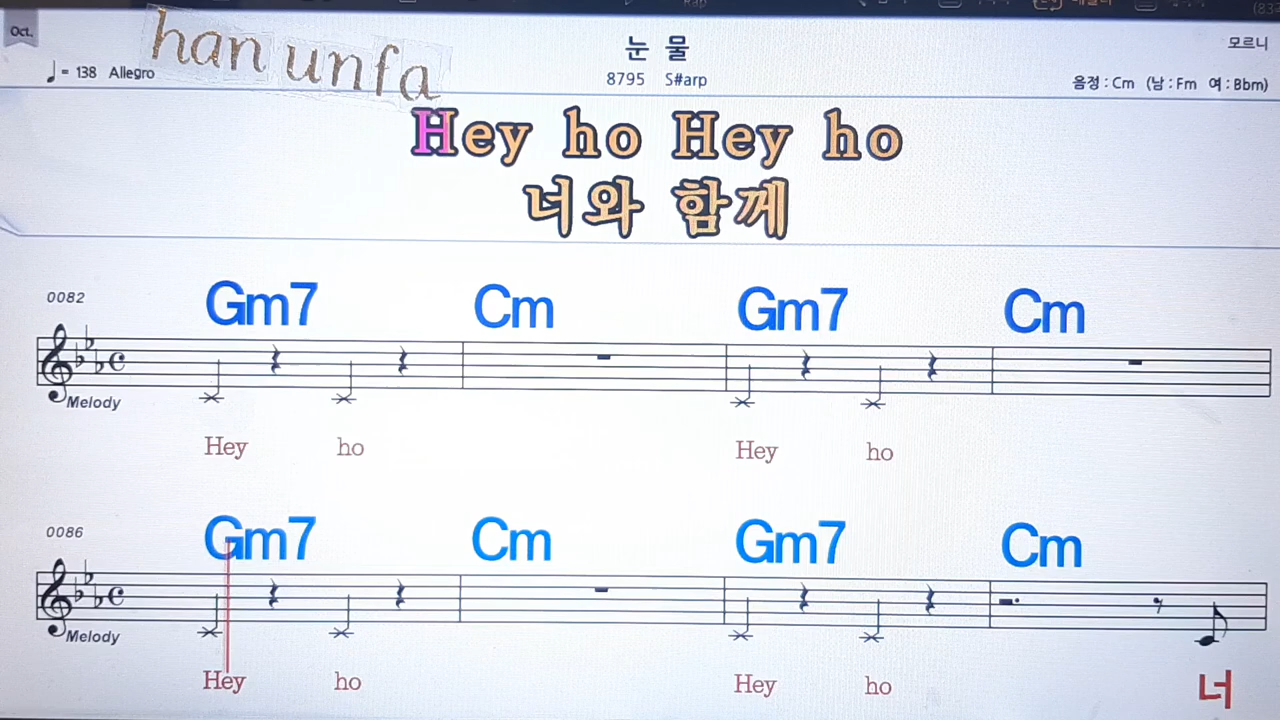 Oct.
han unfa
눈 물
모르니
♩= 138 Allegro
8795 S#arp
음정 : Cm (남 : Fm 여 : Bbm)
Hey ho Hey ho
너와 함께
0082
Gm7 Cm Gm7 Cm
Melody
Hey ho Hey ho
0086
Gm7 Cm Gm7 Cm
Melody
Hey ho Hey ho 너